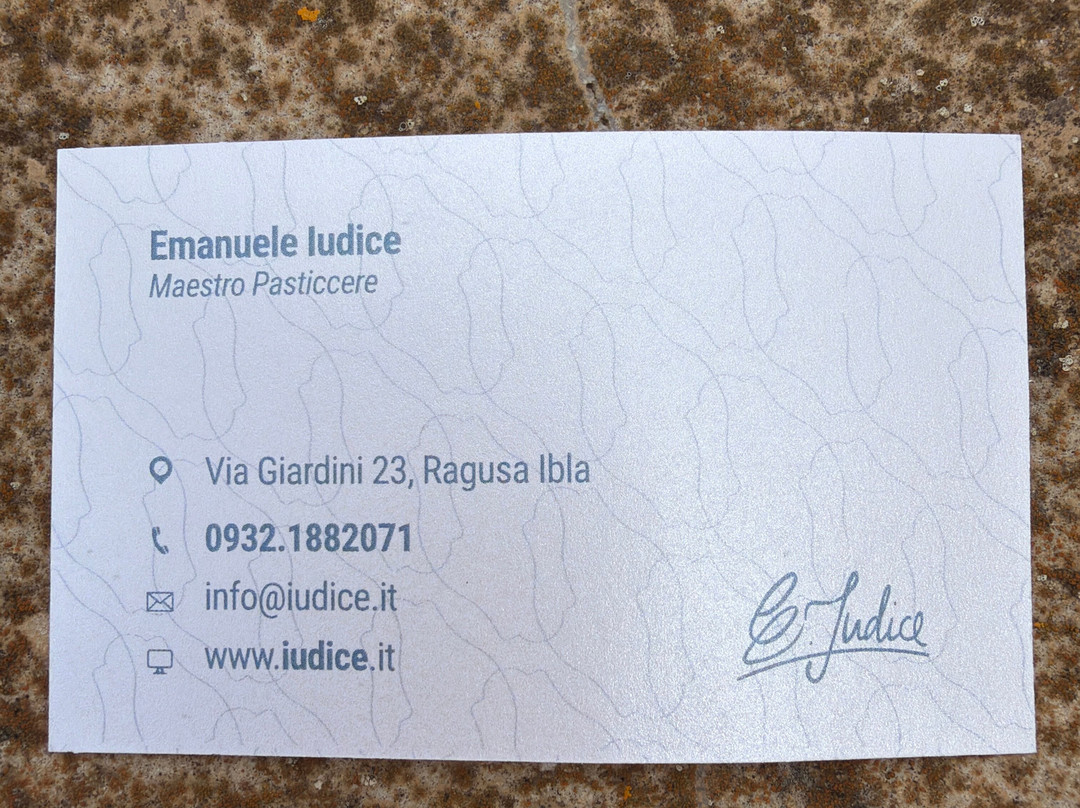 Emanuele Iudice
Maestro Pasticcere
Via Giardini 23, Ragusa Ibla
0932.1882071
info@iudice.it
www.iudice.it
E. Iudice